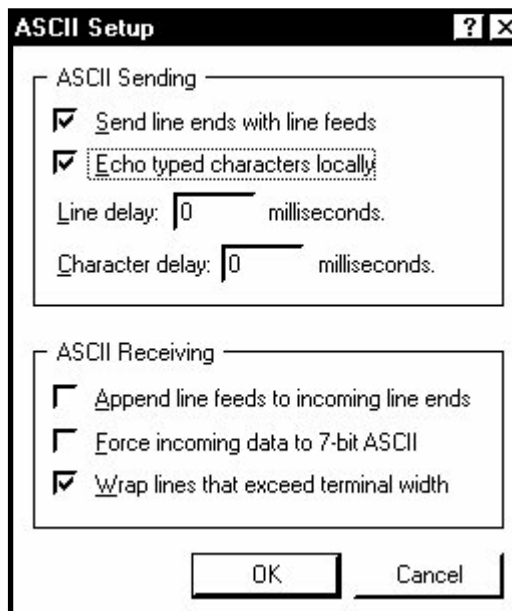 ASCII Setup
ASCII Sending
Send line ends with line feeds
Echo typed characters locally
Line delay: 0 milliseconds.
Character delay: 0 milliseconds.
ASCII Receiving
Append line feeds to incoming line ends
Force incoming data to 7-bit ASCII
Wrap lines that exceed terminal width
OK Cancel